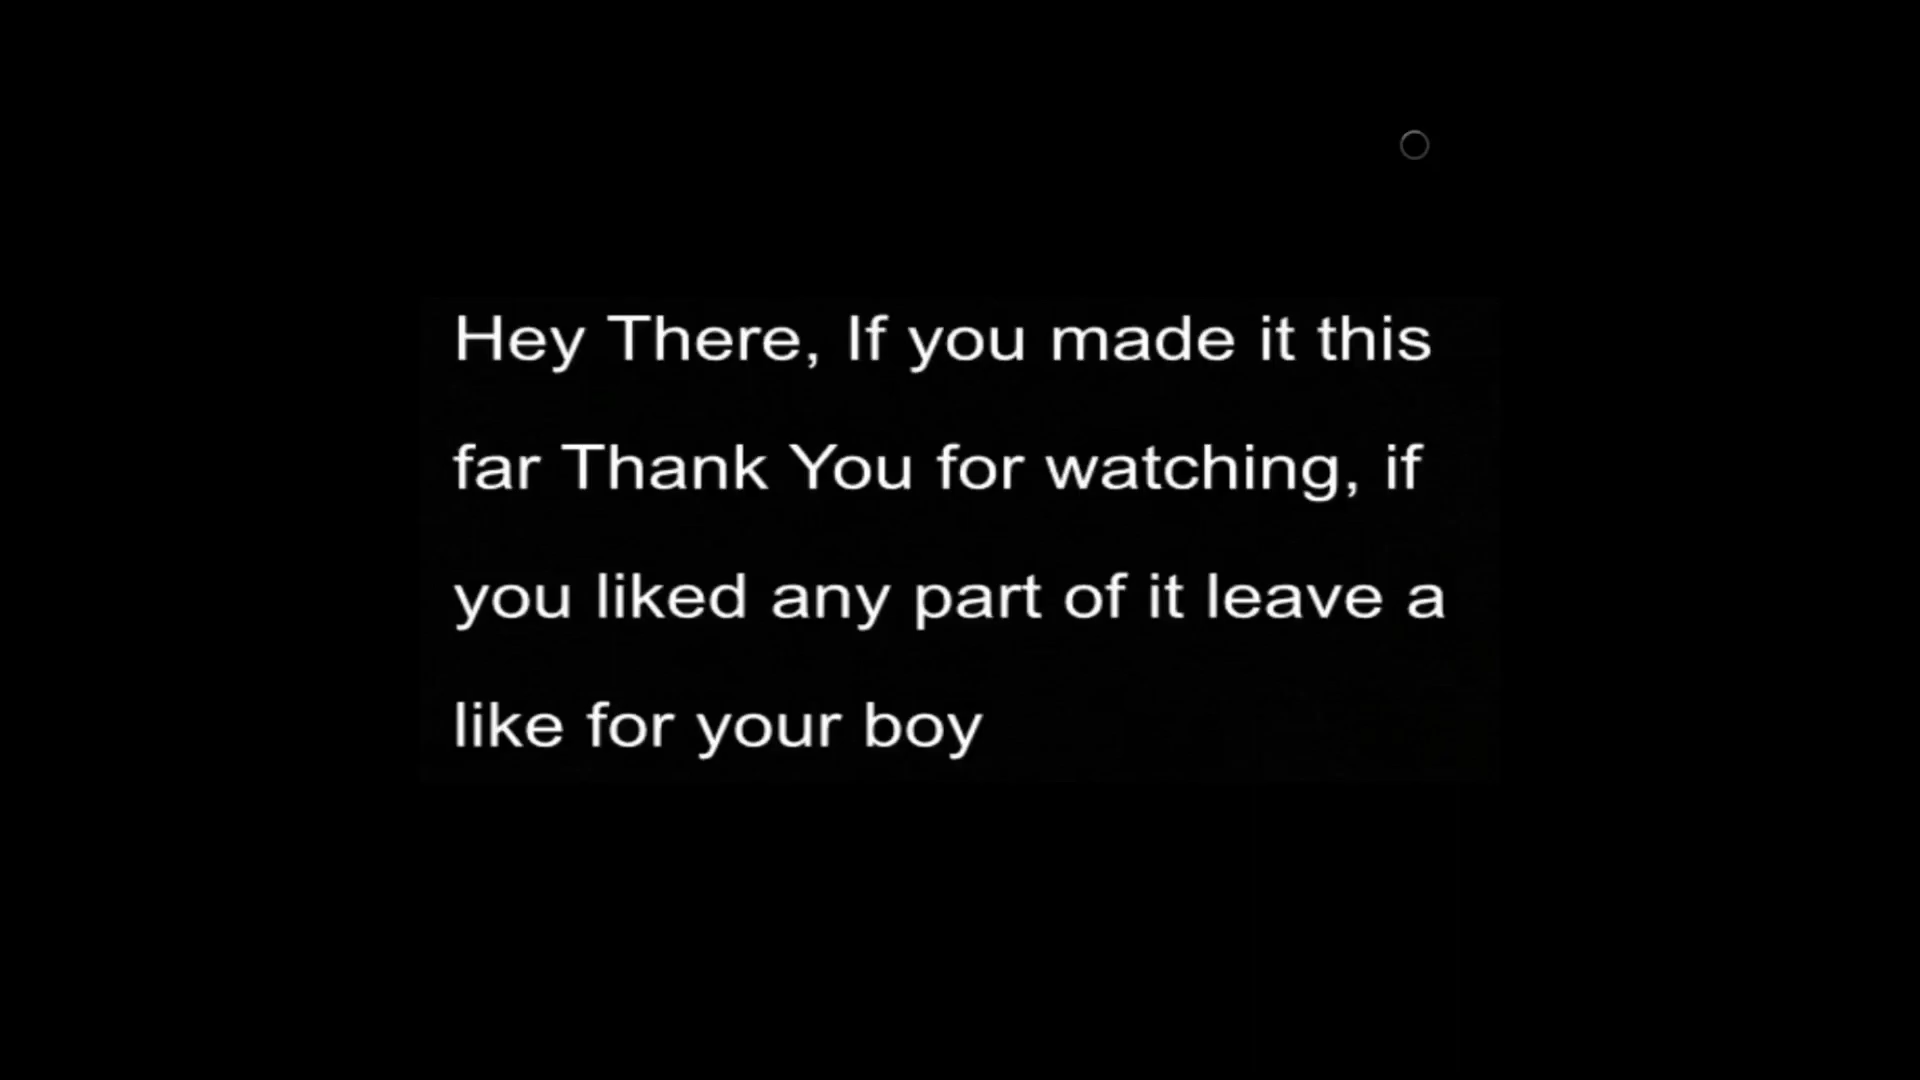 Hey There, If you made it this
far Thank You for watching, if
you liked any part of it leave a
like for your boy